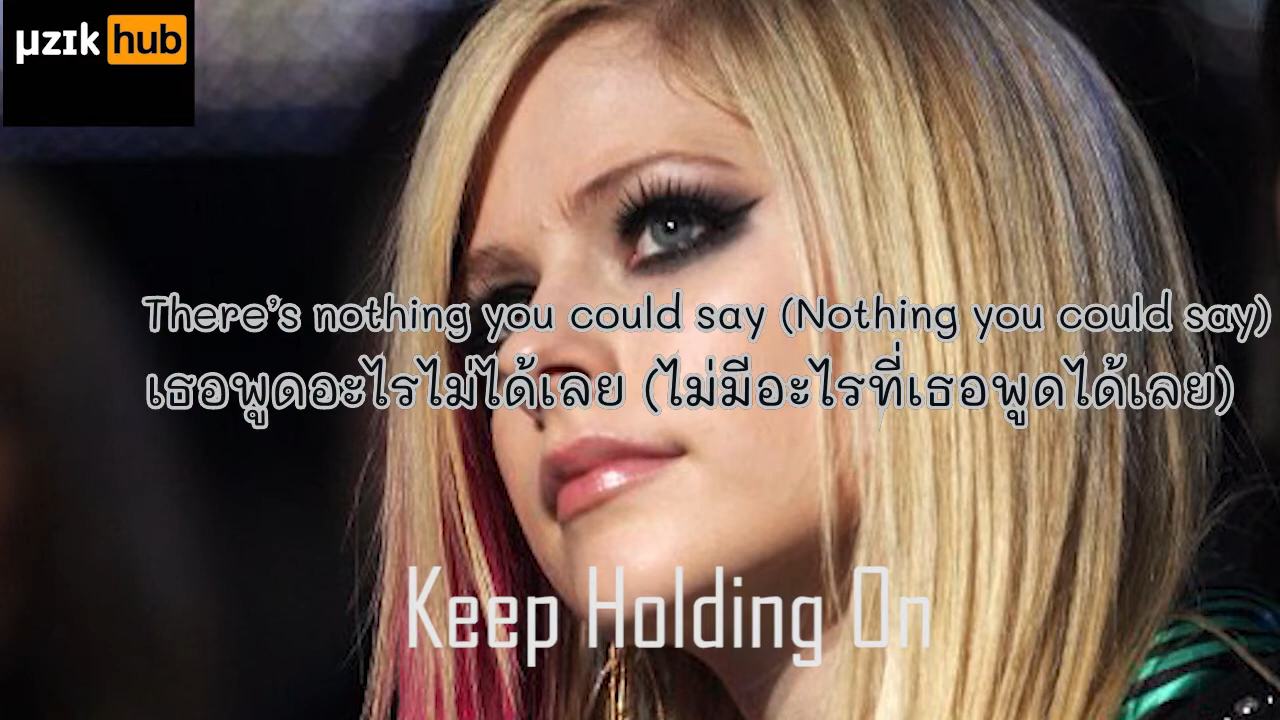 µzɪk hub
There's nothing you could say (Nothing you could say)
เธอพูดอะไรไม่ได้เลย (ไม่มีอะไรที่เธอพูดได้เลย)
Keep Holding On